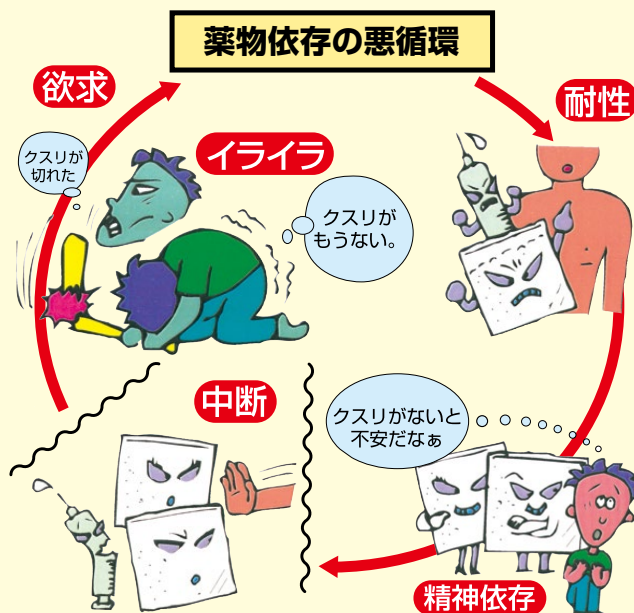 薬物依存の悪循環
欲求
耐性
クスリが
切れた
イライラ
クスリが
もうない。
中断
クスリがないと
不安だなぁ
精神依存